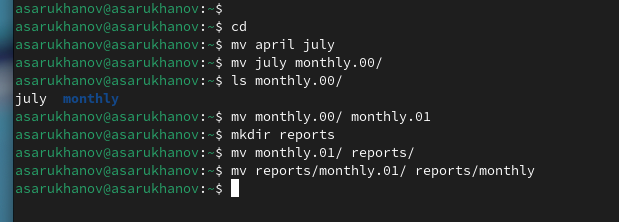 asarukhanov@asarukhanov:~$
asarukhanov@asarukhanov:~$ cd
asarukhanov@asarukhanov:~$ mv april july
asarukhanov@asarukhanov:~$ mv july monthly.00/
asarukhanov@asarukhanov:~$ ls monthly.00/
july  monthly
asarukhanov@asarukhanov:~$ mv monthly.00/ monthly.01
asarukhanov@asarukhanov:~$ mkdir reports
asarukhanov@asarukhanov:~$ mv monthly.01/ reports/
asarukhanov@asarukhanov:~$ mv reports/monthly.01/ reports/monthly
asarukhanov@asarukhanov:~$